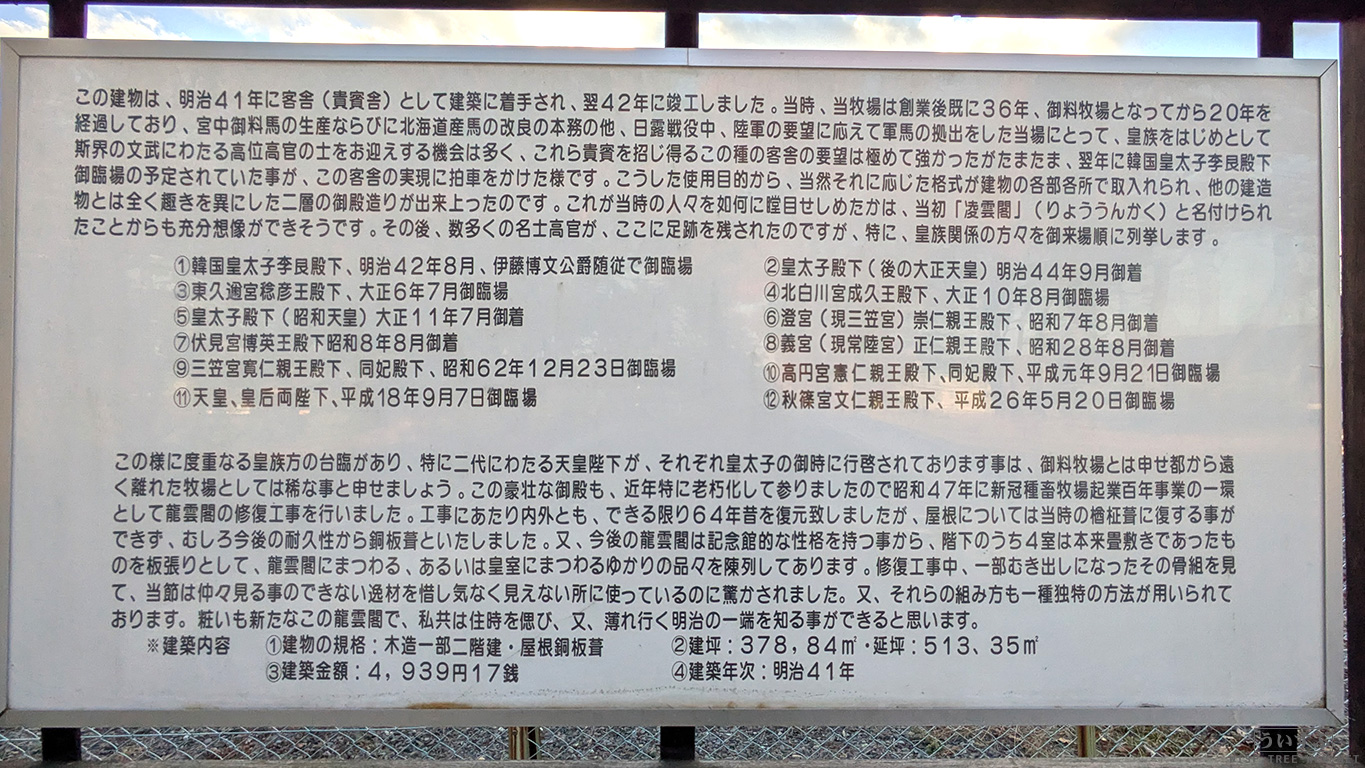 この建物は、明治41年に客舎（貴賓舎）として建築に着手され、翌42年に竣工しました。当時、当牧場は創業後既に36年、御料牧場となってから20年を
経過しており、宮中御料馬の生産ならびに北海道産馬の改良の本務の他、日露戦役中、陸軍の要望に応えて軍馬の拠出をした当場にとって、皇族をはじめとして
斯界の文武にわたる高位高官の士をお迎えする機会は多く、これら貴賓を招じ得るこの種の客舎の要望は極めて強かったがたまたま、翌年に韓国皇太子李良殿下
御臨場の予定されていた事が、この客舎の実現に拍車をかけた様です。こうした使用目的から、当然それに応じた格式が建物の各部各所で取入れられ、他の建造
物とは全く趣きを異にした二層の御殿造りが出来上ったのです。これが当時の人々を如何に瞠目せしめたかは、当初「凌雲閣」（りょううんかく）と名付けられ
たことからも充分想像ができそうです。その後、数多くの名士高官が、ここに足跡を残されたのですが、特に、皇族関係の方々を御来場順に列挙します。
①韓国皇太子李良殿下、明治42年8月、伊藤博文公爵随従で御臨場
②皇太子殿下（後の大正天皇）明治44年9月御着
③東久邇宮稔彦王殿下、大正6年7月御臨場
④北白川宮成久王殿下、大正10年8月御臨場
⑤皇太子殿下（昭和天皇）大正11年7月御着
⑥澄宮（現三笠宮）崇仁親王殿下、昭和7年8月御着
⑦伏見宮博英王殿下昭和8年8月御着
⑧義宮（現常陸宮）正仁親王殿下、昭和28年8月御着
⑨三笠宮寛仁親王殿下、同妃殿下、昭和62年12月23日御臨場
⑩高円宮憲仁親王殿下、同妃殿下、平成元年9月21日御臨場
⑪天皇、皇后両陛下、平成18年9月7日御臨場
⑫秋篠宮文仁親王殿下、平成26年5月20日御臨場
この様に度重なる皇族方の台臨があり、特に二代にわたる天皇陛下が、それぞれ皇太子の御時に行啓されております事は、御料牧場とは申せ都から遠
く離れた牧場としては稀な事と申せましょう。この豪壮な御殿も、近年特に老朽化して参りましたので昭和47年に新冠種畜牧場起業百年事業の一環
として龍雲閣の修復工事を行いました。工事にあたり内外とも、できる限り64年昔を復元致しましたが、屋根については当時の楢柾葺に復する事が
できず、むしろ今後の耐久性から銅板葺といたしました。又、今後の龍雲閣は記念館的な性格を持つ事から、階下のうち4室は本来畳敷きであったも
のを板張りとして、龍雲閣にまつわる、あるいは皇室にまつわるゆかりの品々を陳列してあります。修復工事中、一部むき出しになったその骨組を見
て、当節は仲々見る事のできない逸材を惜し気なく見えない所に使っているのに驚かされました。又、それらの組み方も一種独特の方法が用いられて
おります。粧いも新たなこの龍雲閣で、私共は住時を偲び、又、薄れ行く明治の一端を知る事ができると思います。
※建築内容 ①建物の規格：木造一部二階建・屋根銅板葺 ②建坪：378，84㎡・延坪：513、35㎡
③建築金額：4，939円17銭 ④建築年次：明治41年
うい
TREE